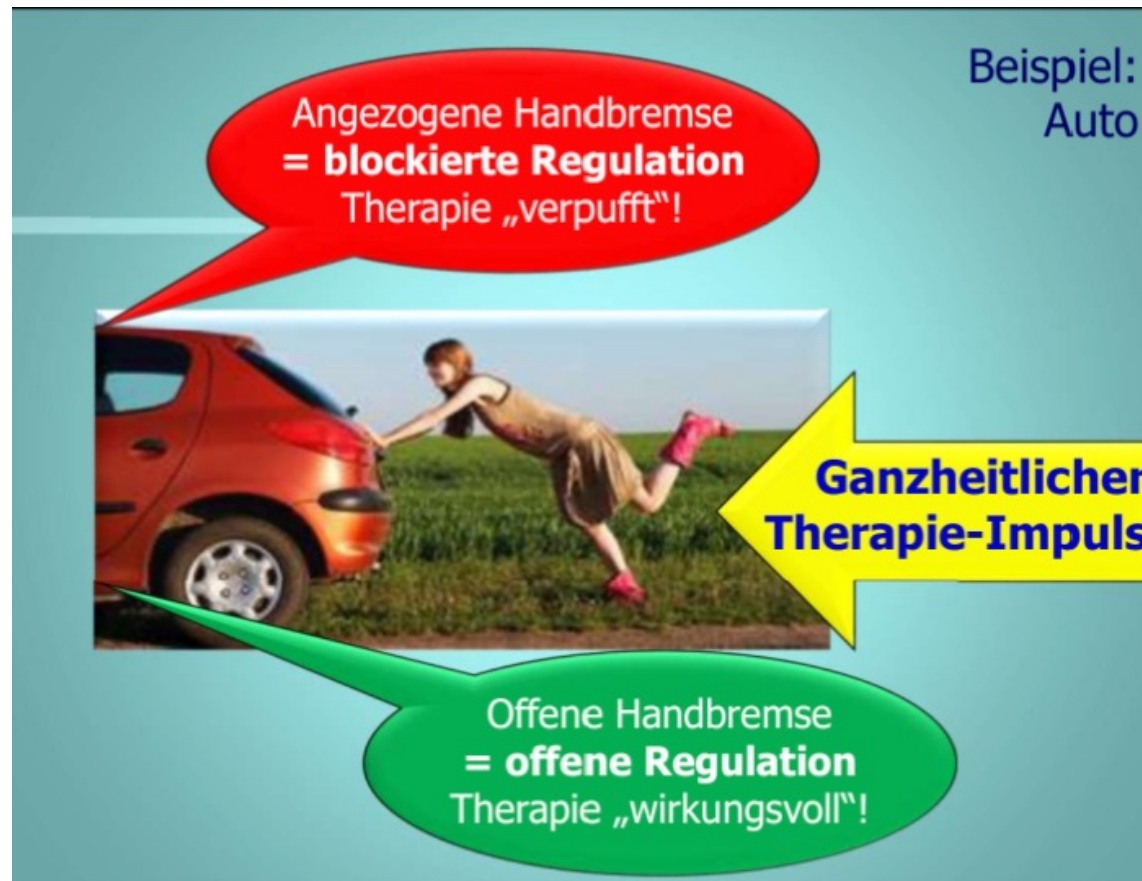 Beispiel:
Auto
Angezogene Handbremse
= blockierte Regulation
Therapie „verpufft“!
Ganzheitlicher
Therapie-Impuls
Offene Handbremse
= offene Regulation
Therapie „wirkungsvoll“!